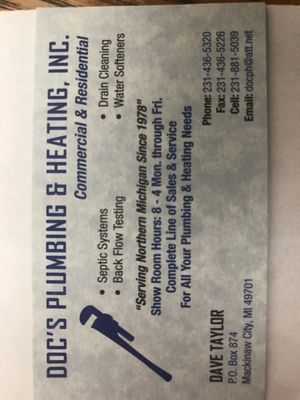 DOC'S PLUMBING & HEATING, INC.
Commercial & Residential
• Septic Systems • Drain Cleaning
• Back Flow Testing • Water Softeners
"Serving Northern Michigan Since 1978"
Show Room Hours: 8 - 4 Mon. through Fri.
Complete Line of Sales & Service
For All Your Plumbing & Heating Needs
DAVE TAYLOR
P.O. Box 874
Mackinaw City, MI 49701
Phone: 231-436-5320
Fax: 231-436-5226
Cell: 231-881-5039
Email: docph@att.net